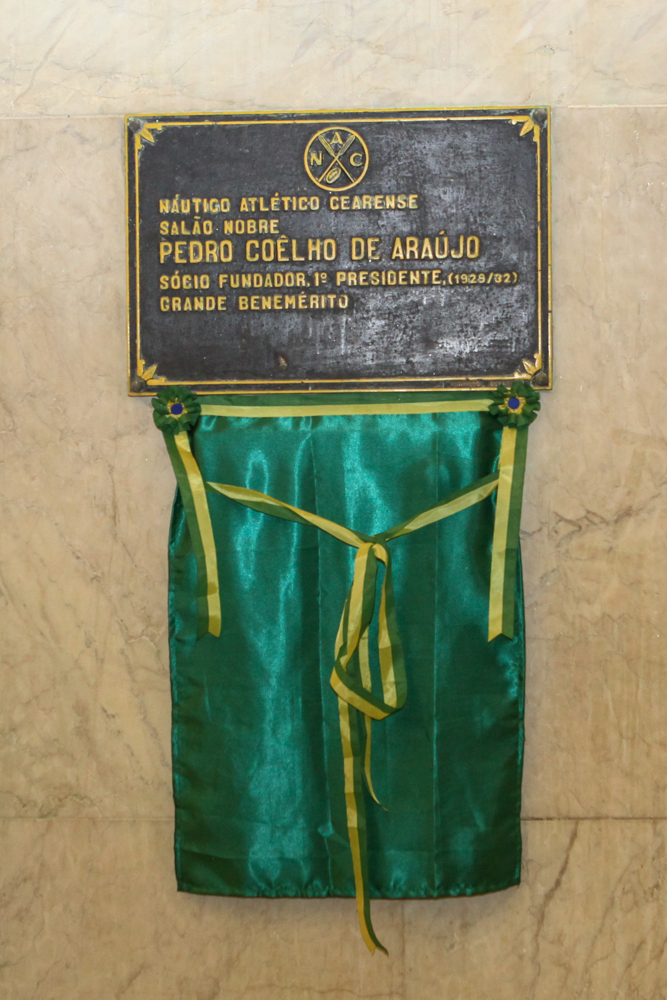 N A C
NÁUTICO ATLÉTICO CEARENSE
SALÃO NOBRE
PEDRO COÊLHO DE ARAÚJO
SÓCIO FUNDADOR, 1º PRESIDENTE, (1929/32)
GRANDE BENEMÉRITO